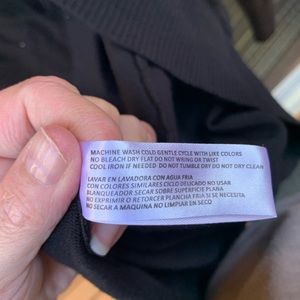 MACHINE WASH COLD GENTLE CYCLE WITH LIKE COLORS
NO BLEACH DRY FLAT DO NOT WRING OR TWIST
COOL IRON IF NEEDED DO NOT TUMBLE DRY DO NOT DRY CLEAN
LAVAR EN LAVADORA CON AGUA FRIA
CON COLORES SIMILARES CICLO DELICADO NO USAR
BLANQUEADOR SECAR SOBRE SUPERFICIE PLANA
NO EXPRIMIR O RETORCER PLANCHA FRIA SI SE NECESITA
NO SECAR A MAQUINA NO LIMPIAR EN SECO